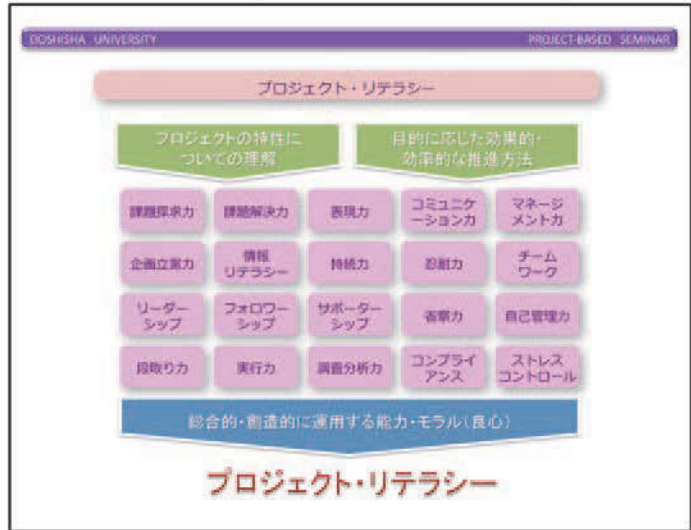 DOSHISHA UNIVERSITY
PROJECT-BASED SEMINAR
プロジェクト・リテラシー
プロジェクトの特性に
ついての理解
目的に応じた効果的・
効率的な推進方法
課題探求力
課題解決力
表現力
コミュニケ
ーション力
マネージ
メント力
企画立案力
情報
リテラシー
持続力
忍耐力
チーム
ワーク
リーダー
シップ
フォロワー
シップ
サポーター
シップ
省察力
自己管理力
段取り力
実行力
調査分析力
コンプライ
アンス
ストレス
コントロール
総合的・創造的に運用する能力・モラル(良心)
プロジェクト・リテラシー